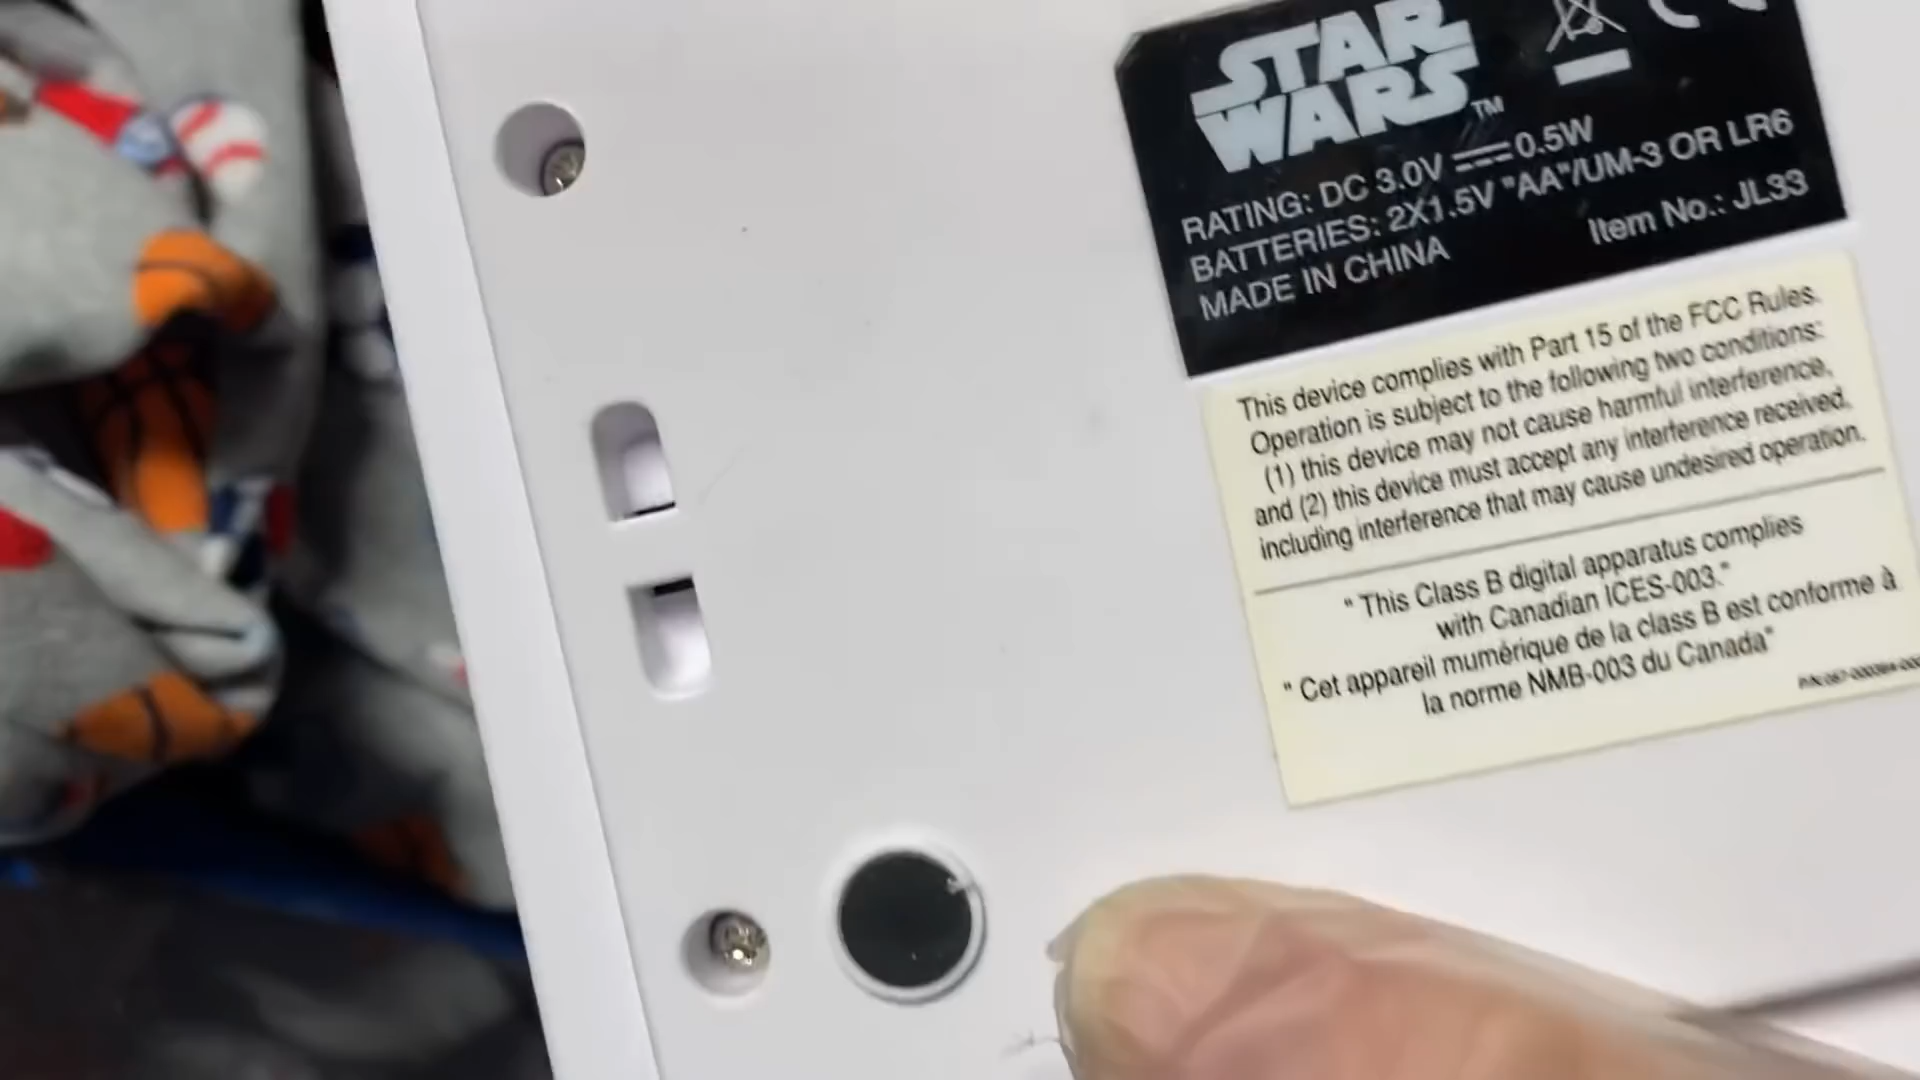 STAR
WARS™
RATING: DC 3.0V ⎓ 0.5W
BATTERIES: 2X1.5V "AA"/UM-3 OR LR6
MADE IN CHINA
Item No.: JL33
This device complies with Part 15 of the FCC Rules.
Operation is subject to the following two conditions:
(1) this device may not cause harmful interference,
and (2) this device must accept any interference received,
including interference that may cause undesired operation.
" This Class B digital apparatus complies
with Canadian ICES-003."
" Cet appareil mumérique de la class B est conforme à
la norme NMB-003 du Canada"